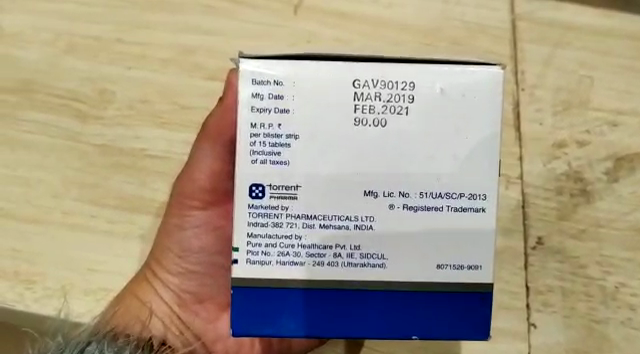 Batch No. : GAV90129
Mfg. Date : MAR.2019
Expiry Date : FEB.2021
M.R.P. ₹ 90.00
per blister strip
of 15 tablets
(Inclusive
of all taxes)
torrent
PHARMA
Mfg. Lic. No. : 51/UA/SC/P-2013
® - Registered Trademark
Marketed by :
TORRENT PHARMACEUTICALS LTD.
Indrad-382 721, Dist. Mehsana, INDIA.
Manufactured by :
Pure and Cure Healthcare Pvt. Ltd.
Plot No.: 26A-30, Sector - 8A, IIE, SIDCUL,
Ranipur, Haridwar - 249 403 (Uttarakhand).
8071526-9091